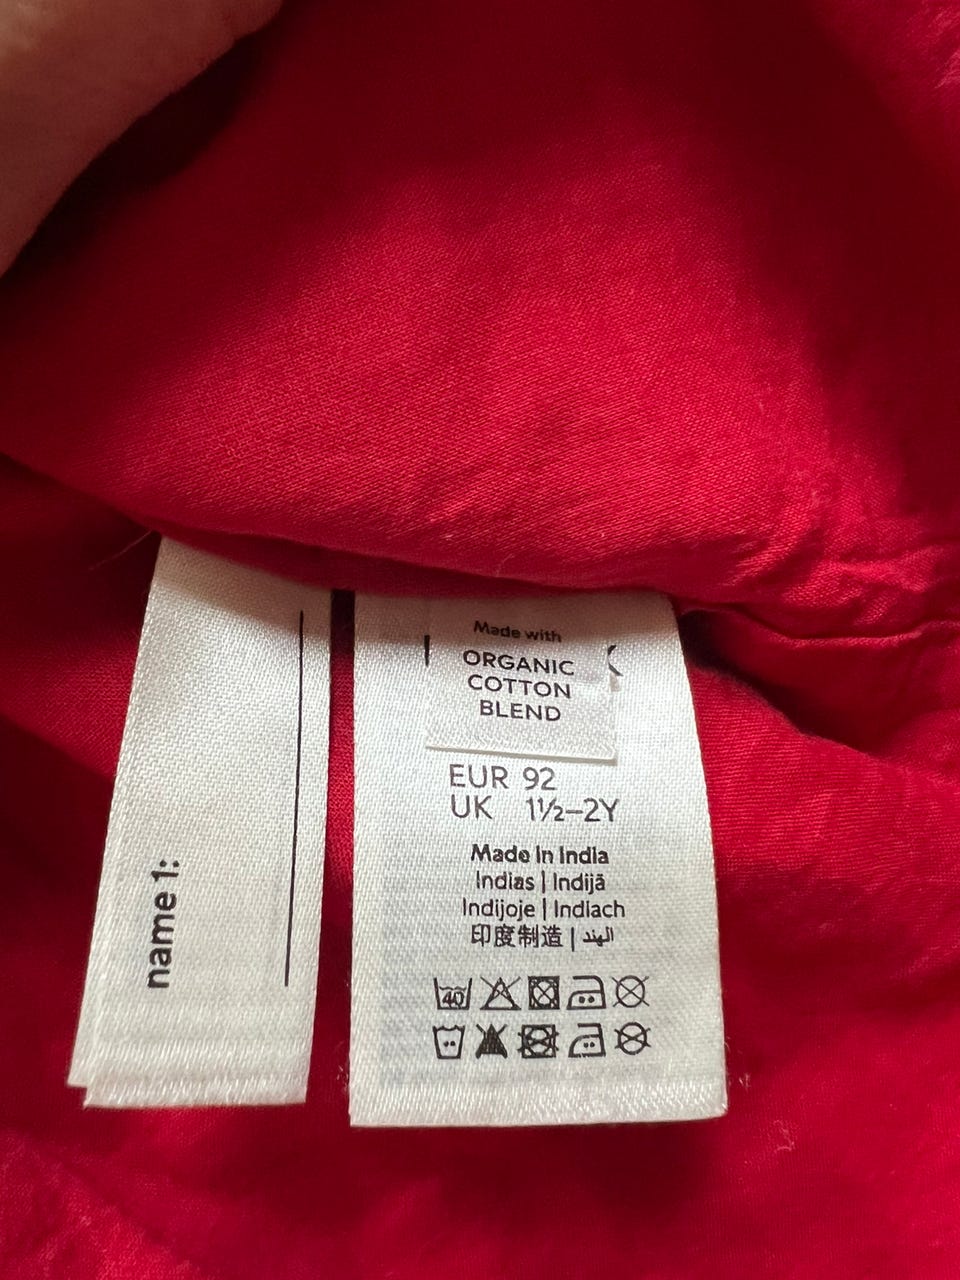 name 1:
Made with
ORGANIC
COTTON
BLEND
EUR 92
UK 1½–2Y
Made in India
Indias | Indijā
Indijoje | Indiach
印度制造 | الهند
40